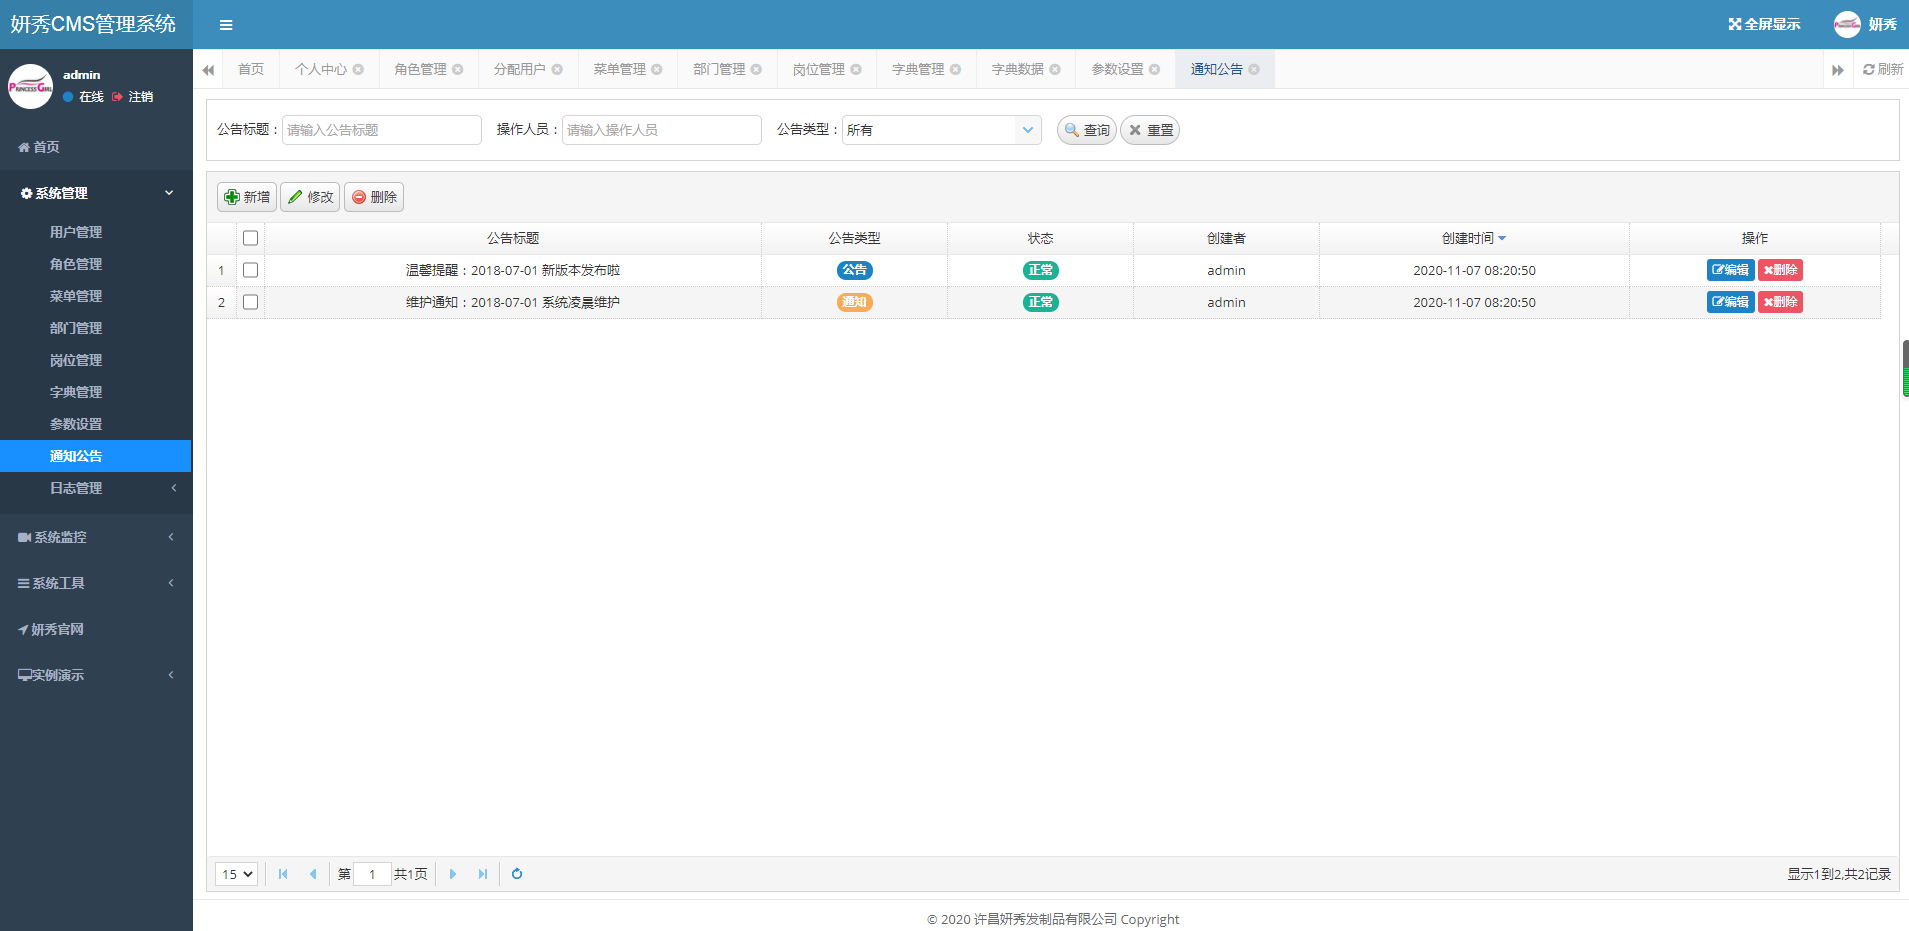 妍秀CMS管理系统
全屏显示 妍秀
PRINCESS GIRL
admin
在线 注销
首页
系统管理
用户管理
角色管理
菜单管理
部门管理
岗位管理
字典管理
参数设置
通知公告
日志管理
系统监控
系统工具
妍秀官网
实例演示
首页 个人中心 角色管理 分配用户 菜单管理 部门管理 岗位管理 字典管理 字典数据 参数设置 通知公告 刷新
公告标题：请输入公告标题 操作人员：请输入操作人员 公告类型：所有 查询 重置
新增 修改 删除
公告标题 公告类型 状态 创建者 创建时间 操作
1 温馨提醒：2018-07-01 新版本发布啦 公告 正常 admin 2020-11-07 08:20:50 编辑 删除
2 维护通知：2018-07-01 系统凌晨维护 通知 正常 admin 2020-11-07 08:20:50 编辑 删除
15 第 1 共1页 显示1到2,共2记录
© 2020 许昌妍秀发制品有限公司 Copyright